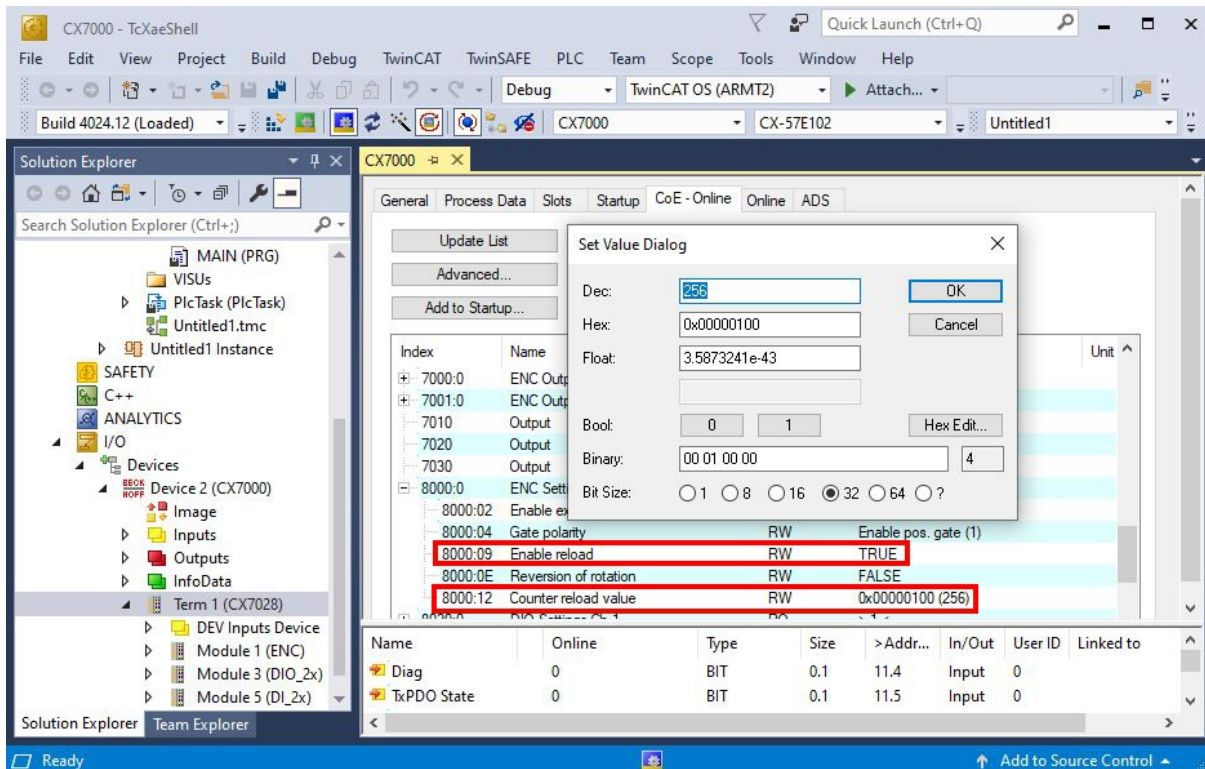 CX7000 - TcXaeShell
Quick Launch (Ctrl+Q)
File Edit View Project Build Debug TwinCAT TwinSAFE PLC Team Scope Tools Window Help
Debug TwinCAT OS (ARMT2) Attach...
Build 4024.12 (Loaded) CX7000 CX-57E102 Untitled1
Solution Explorer
Search Solution Explorer (Ctrl+;)
MAIN (PRG)
VISUs
PlcTask (PlcTask)
Untitled1.tmc
Untitled1 Instance
SAFETY
C++
ANALYTICS
I/O
Devices
BECKHOFF Device 2 (CX7000)
Image
Inputs
Outputs
InfoData
Term 1 (CX7028)
DEV Inputs Device
Module 1 (ENC)
Module 3 (DIO_2x)
Module 5 (DI_2x)
Solution Explorer Team Explorer
CX7000
General Process Data Slots Startup CoE - Online Online ADS
Update List
Advanced...
Add to Startup...
Index Name Unit
7000:0 ENC Outp
7001:0 ENC Outp
7010 Output
7020 Output
7030 Output
8000:0 ENC Setti
8000:02 Enable ex
8000:04 Gate polarity RW Enable pos. gate (1)
8000:09 Enable reload RW TRUE
8000:0E Reversion of rotation RW FALSE
8000:12 Counter reload value RW 0x00000100 (256)
Set Value Dialog
Dec: 256 OK
Hex: 0x00000100 Cancel
Float: 3.5873241e-43
Bool: 0 1 Hex Edit...
Binary: 00 01 00 00 4
Bit Size: 1 8 16 32 64 ?
Name Online Type Size >Addr... In/Out User ID Linked to
Diag 0 BIT 0.1 11.4 Input 0
TxPDO State 0 BIT 0.1 11.5 Input 0
Ready Add to Source Control